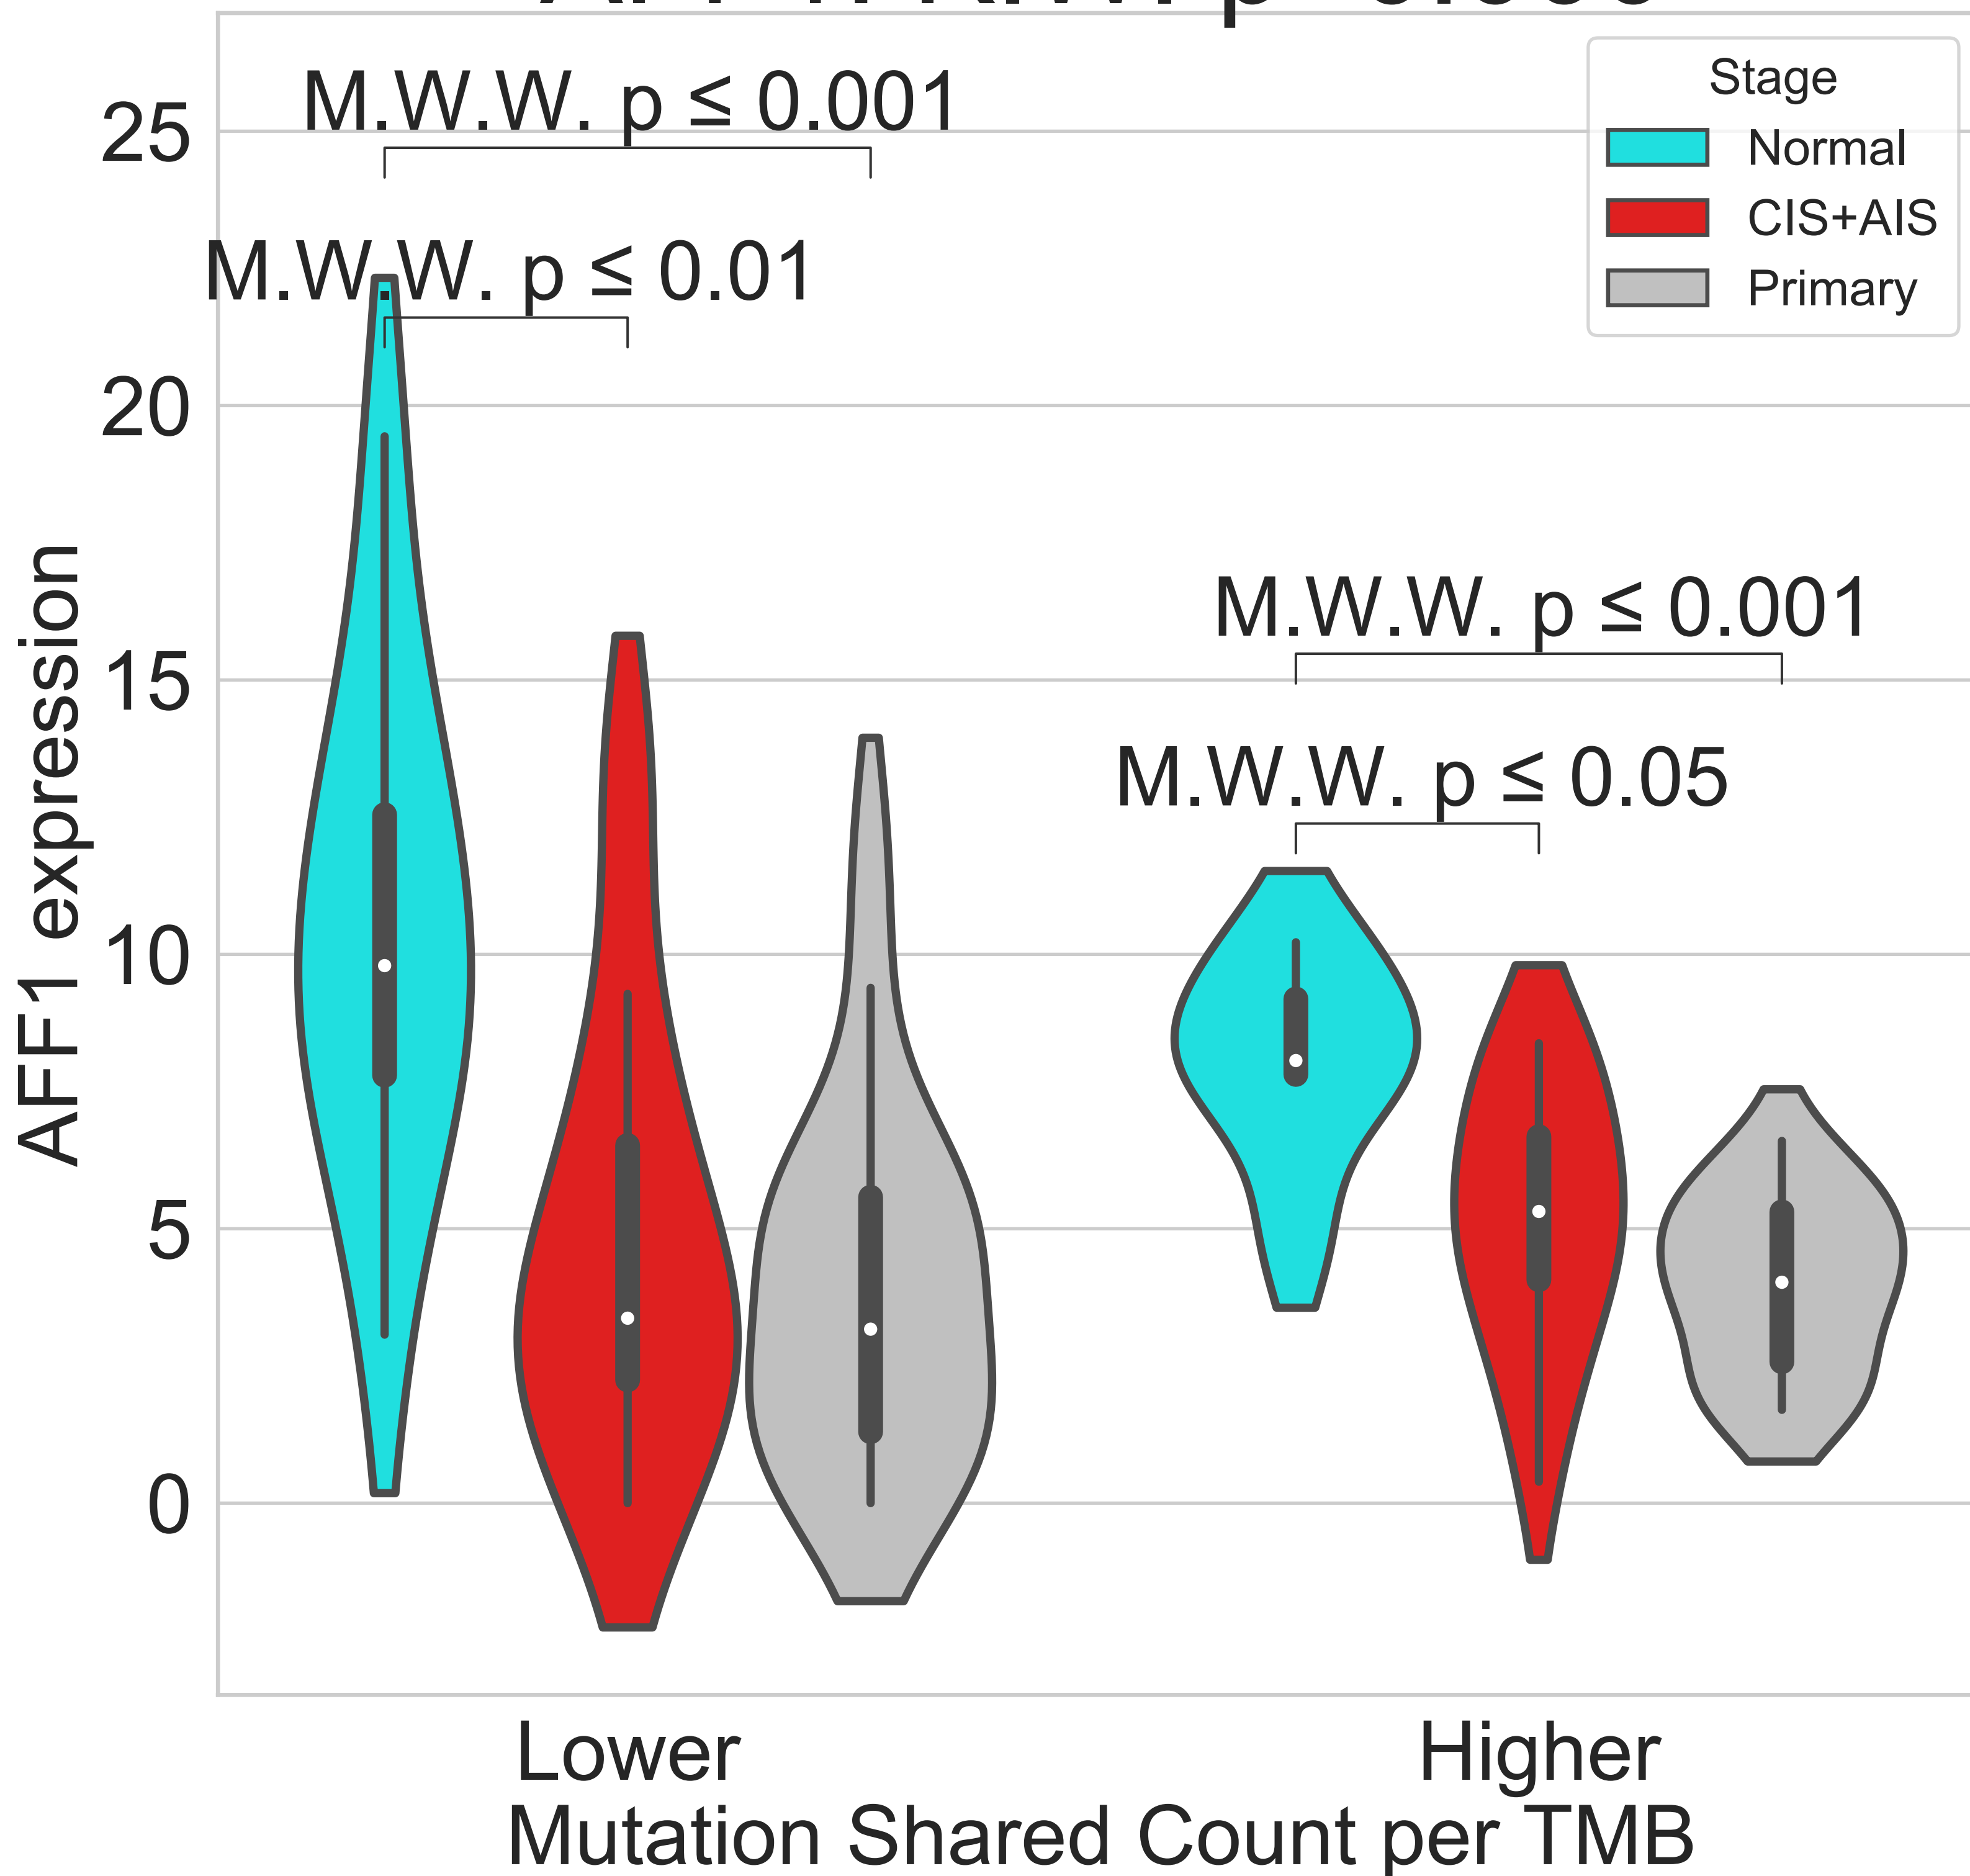 Stage
Normal
CIS+AIS
Primary
M.W.W. p ≤ 0.001
M.W.W. p ≤ 0.01
M.W.W. p ≤ 0.001
M.W.W. p ≤ 0.05
25
20
15
10
5
0
AFF1 expression
Lower
Higher
Mutation Shared Count per TMB